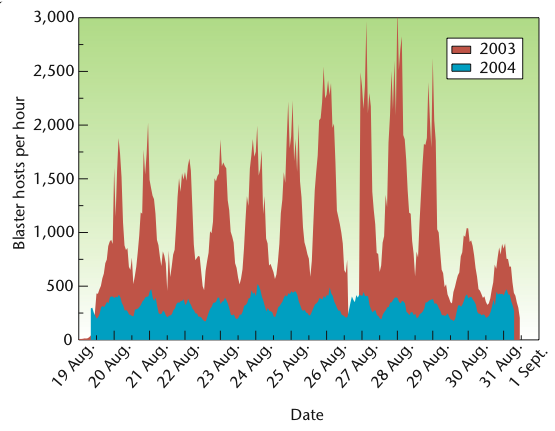 3,000
2,500
2,000
1,500
1,000
500
0
Blaster hosts per hour
2003
2004
19 Aug.
20 Aug.
21 Aug.
22 Aug.
23 Aug.
24 Aug.
25 Aug.
26 Aug.
27 Aug.
28 Aug.
29 Aug.
30 Aug.
31 Aug.
1 Sept.
Date